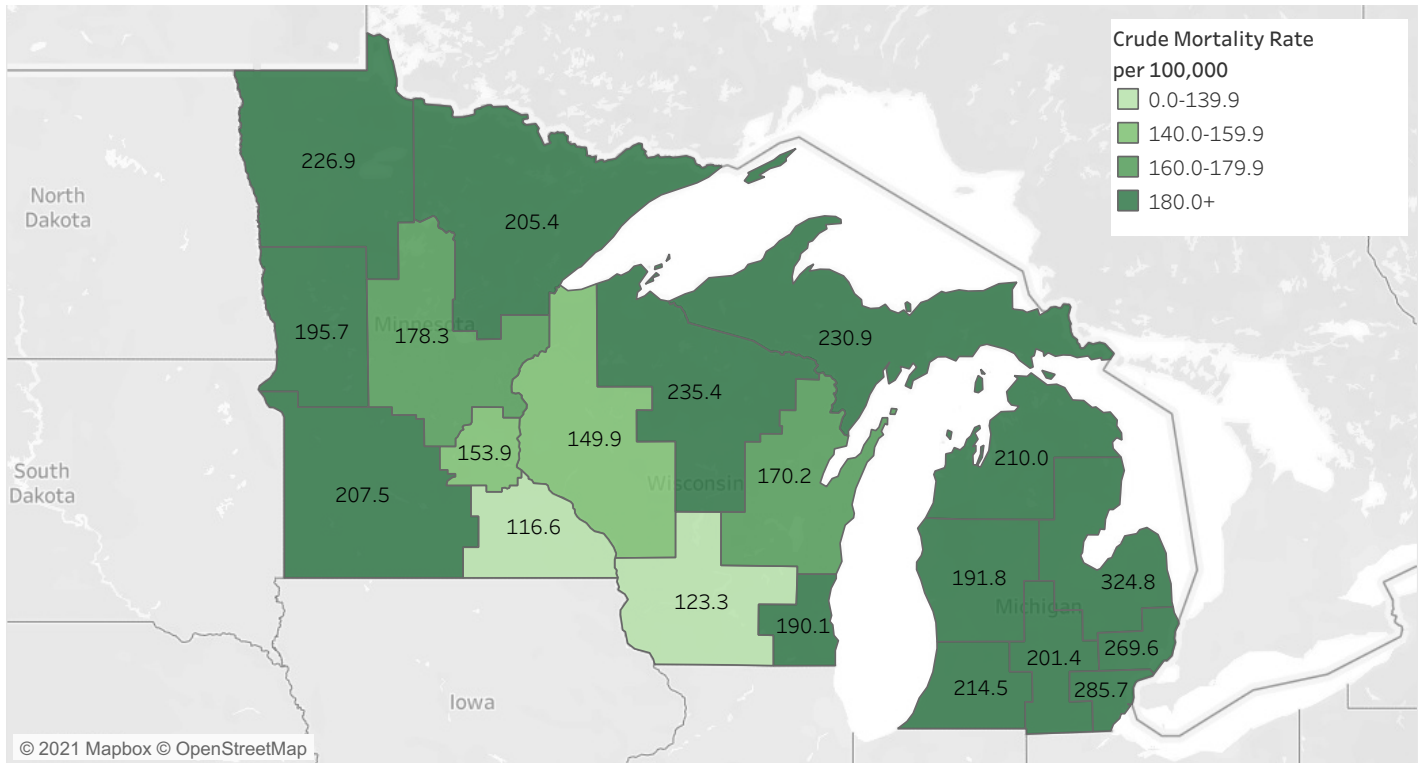 Crude Mortality Rate
per 100,000
0.0-139.9
140.0-159.9
160.0-179.9
180.0+
226.9
North
Dakota
205.4
195.7
Minnesota
178.3
230.9
235.4
149.9
153.9
170.2
Wisconsin
210.0
South
Dakota
207.5
116.6
191.8
324.8
Michigan
123.3
190.1
269.6
201.4
214.5
285.7
Iowa
© 2021 Mapbox © OpenStreetMap